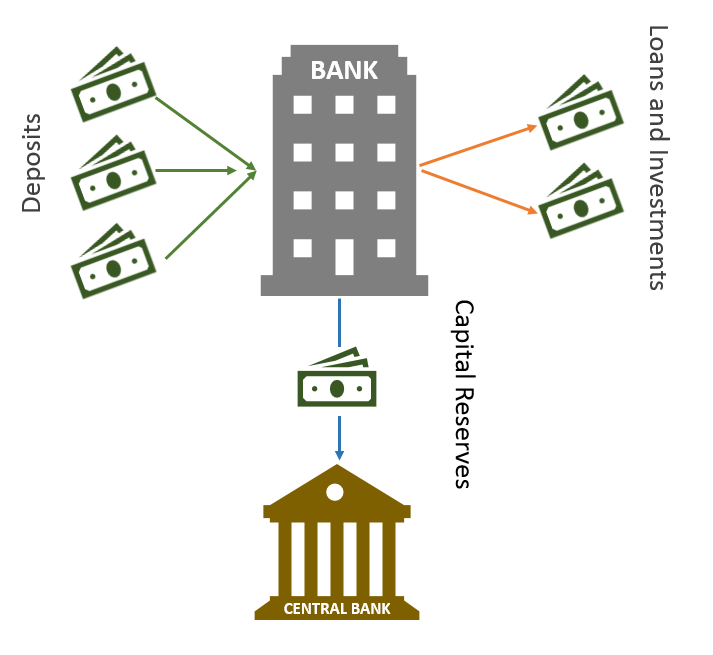 BANK
Deposits
Loans and Investments
Capital Reserves
CENTRAL BANK